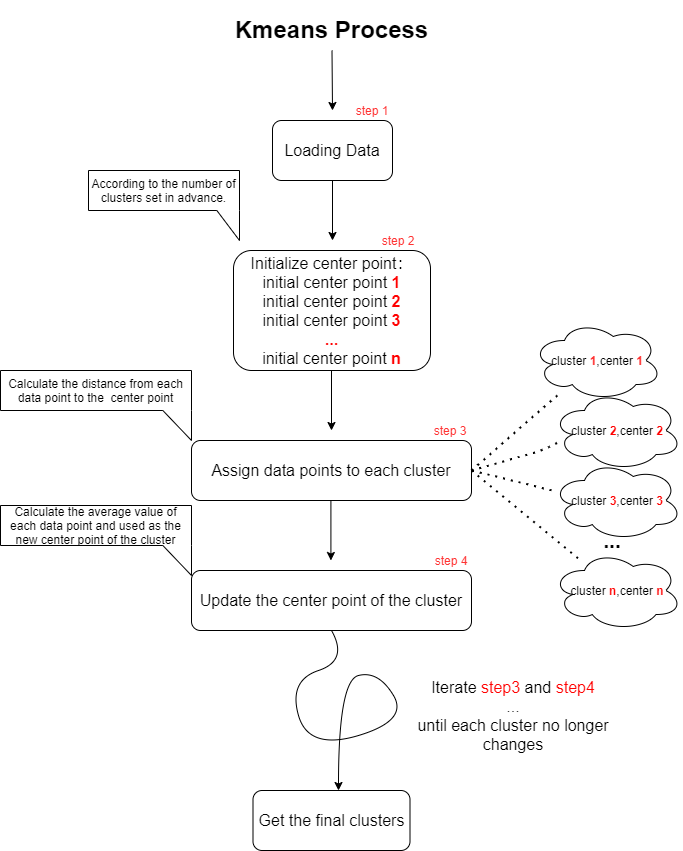 Kmeans Process
step 1
Loading Data
According to the number of
clusters set in advance.
step 2
Initialize center point：
initial center point 1
initial center point 2
initial center point 3
...
initial center point n
Calculate the distance from each
data point to the center point
step 3
Assign data points to each cluster
cluster 1,center 1
cluster 2,center 2
cluster 3,center 3
...
cluster n,center n
Calculate the average value of
each data point and used as the
new center point of the cluster
step 4
Update the center point of the cluster
Iterate step3 and step4
...
until each cluster no longer
changes
Get the final clusters